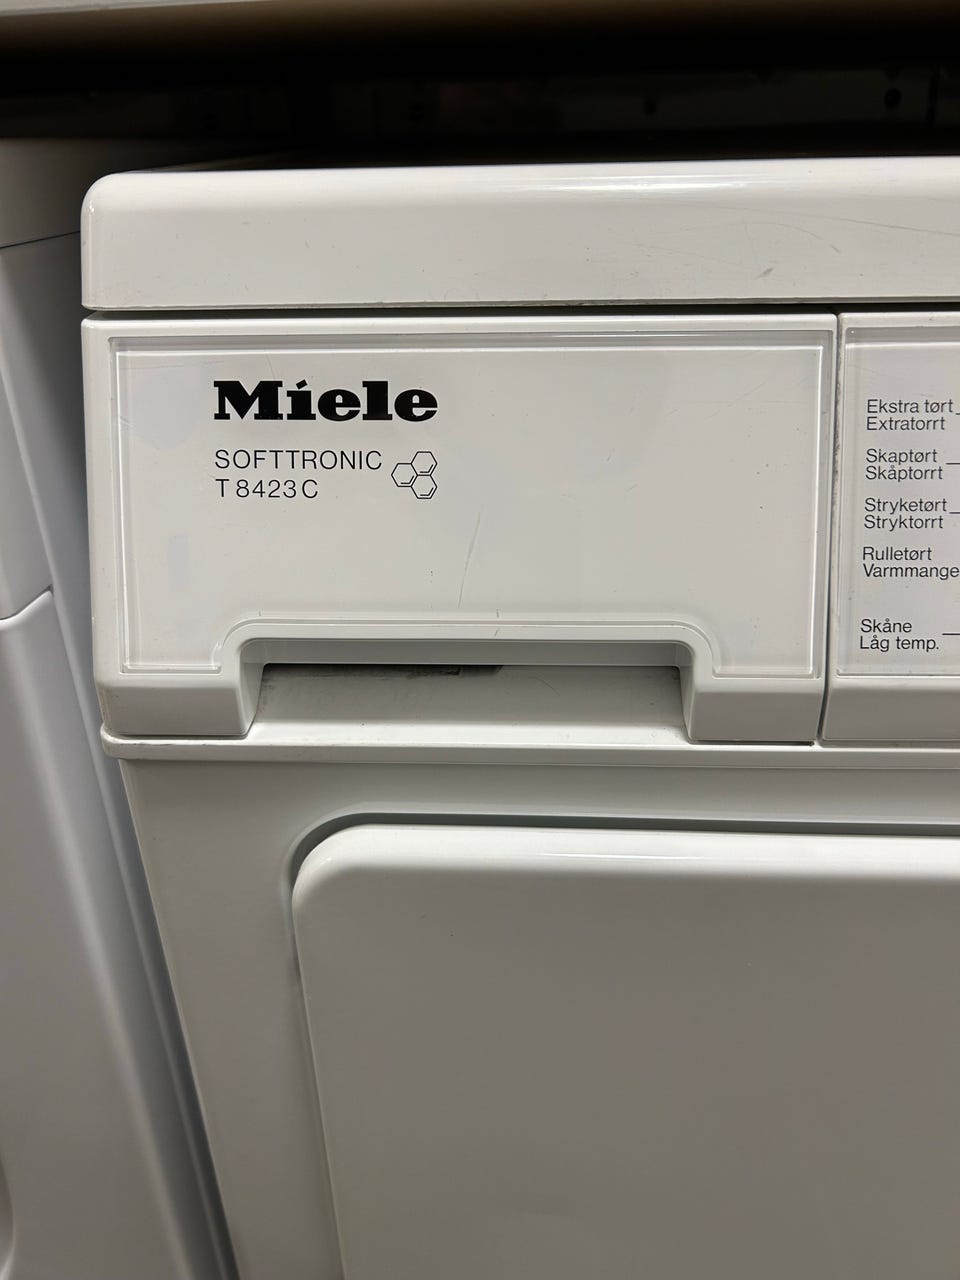 Miele
SOFTTRONIC
T 8423 C
Ekstra tørt
Extratorrt
Skaptørt
Skåptorrt
Stryketørt
Stryktorrt
Rulletørt
Varmmange
Skåne
Låg temp.